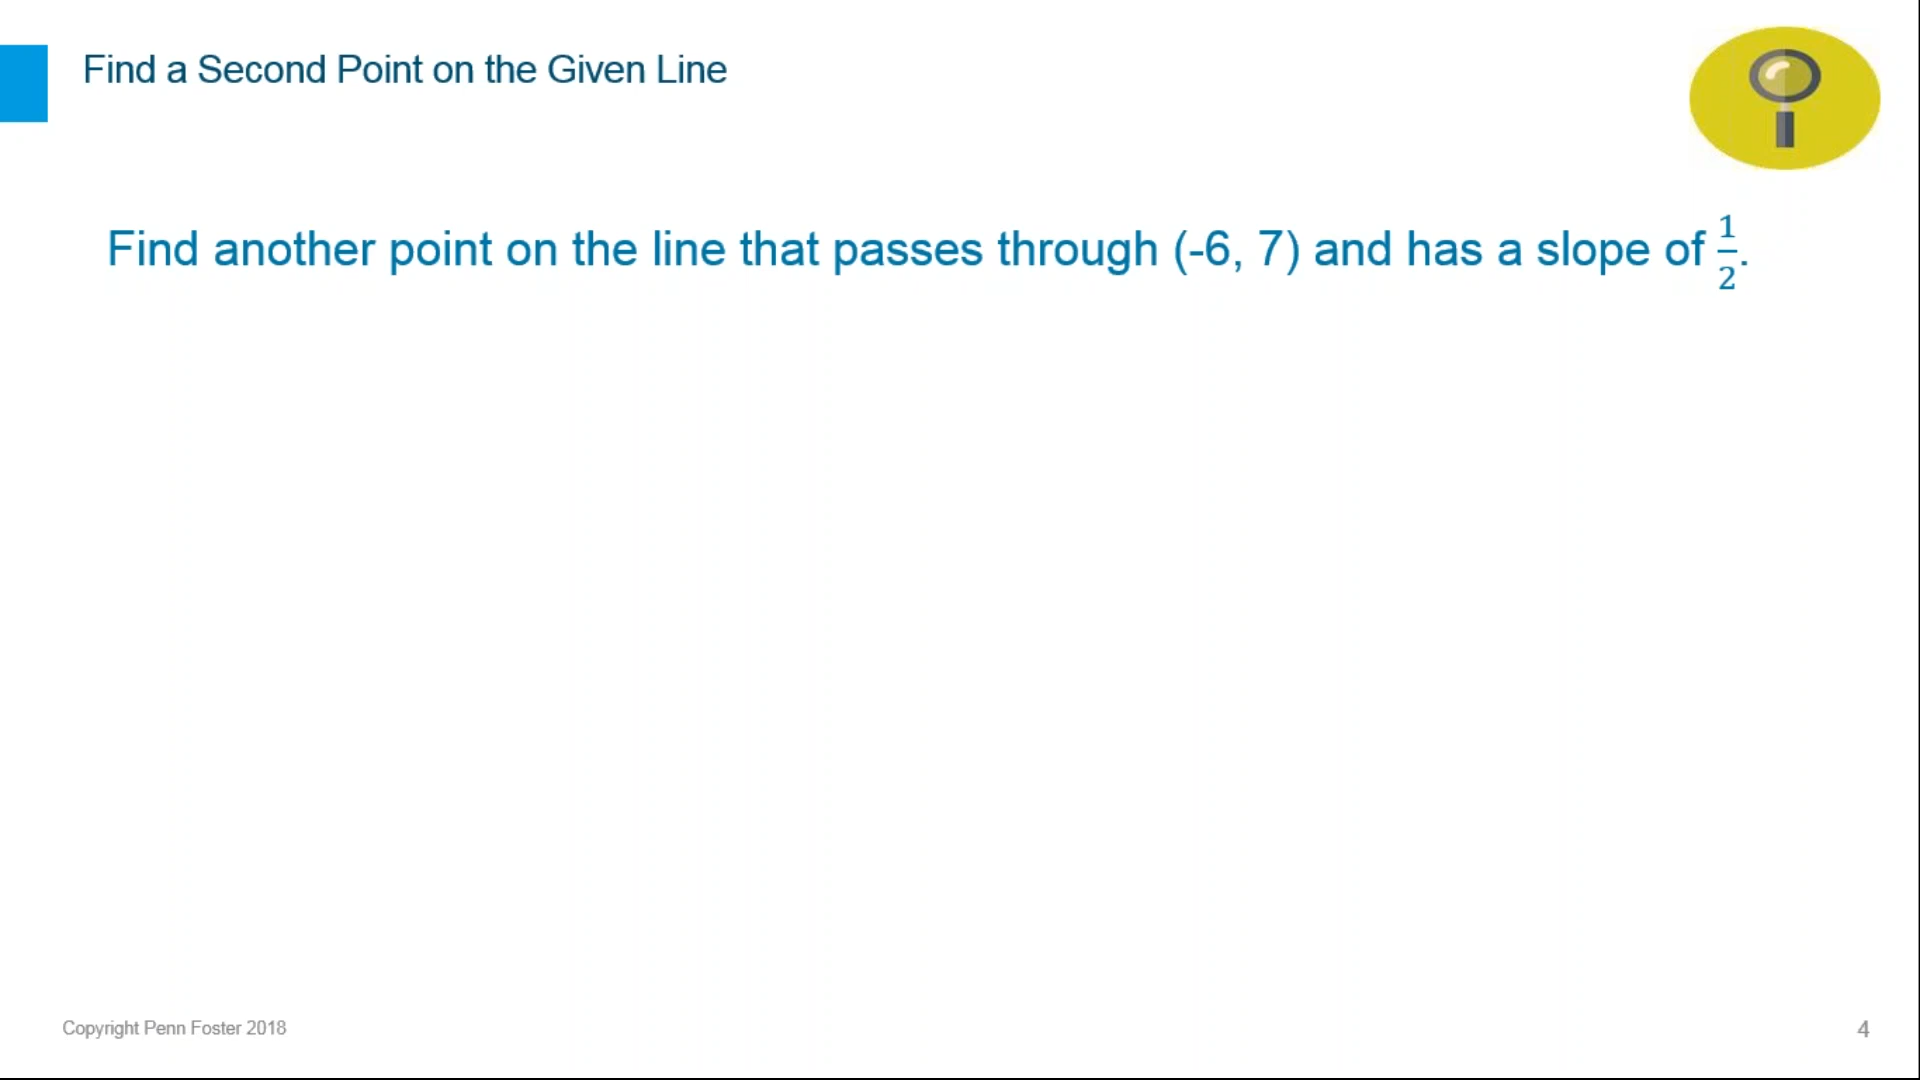 Find a Second Point on the Given Line
Find another point on the line that passes through (-6, 7) and has a slope of 1/2.
Copyright Penn Foster 2018
4